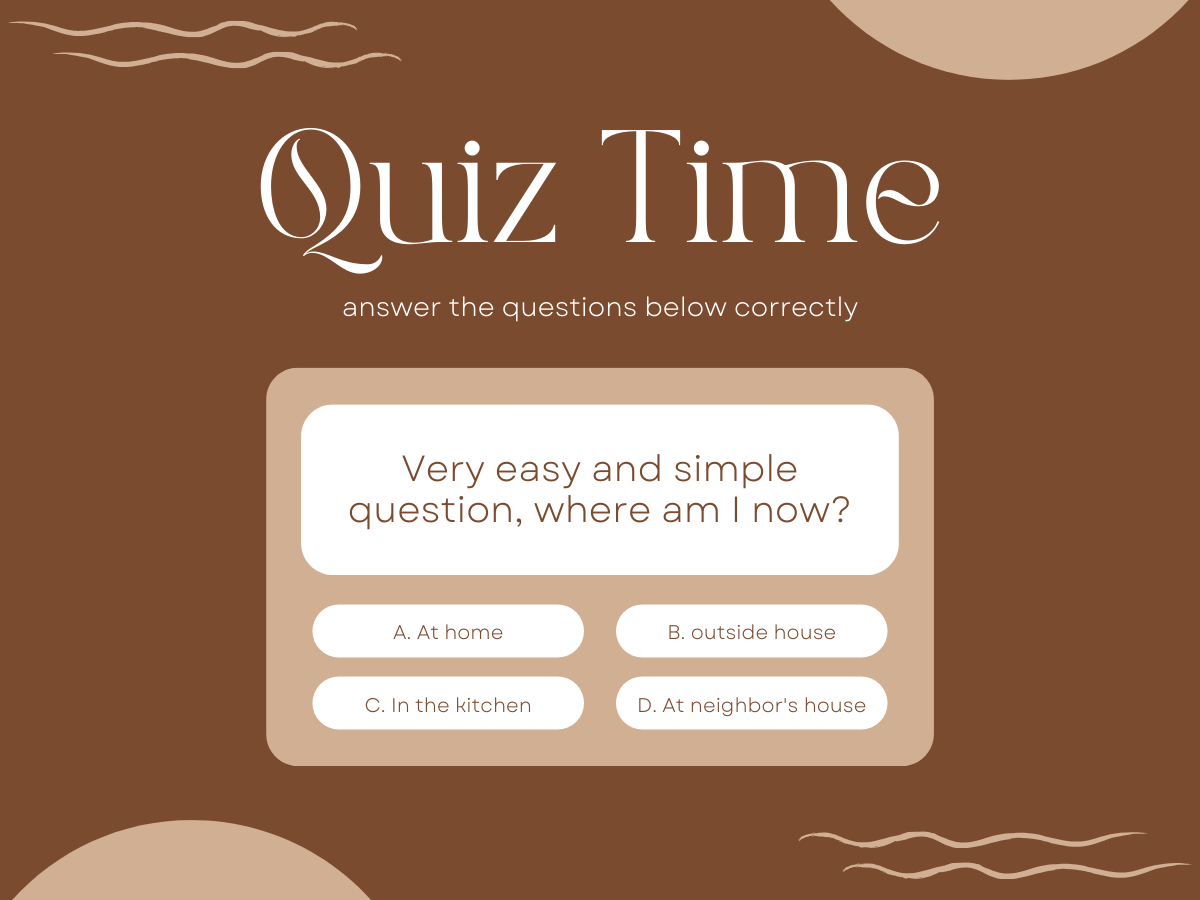 Quiz Time
answer the questions below correctly
Very easy and simple
question, where am I now?
A. At home
B. outside house
C. In the kitchen
D. At neighbor's house